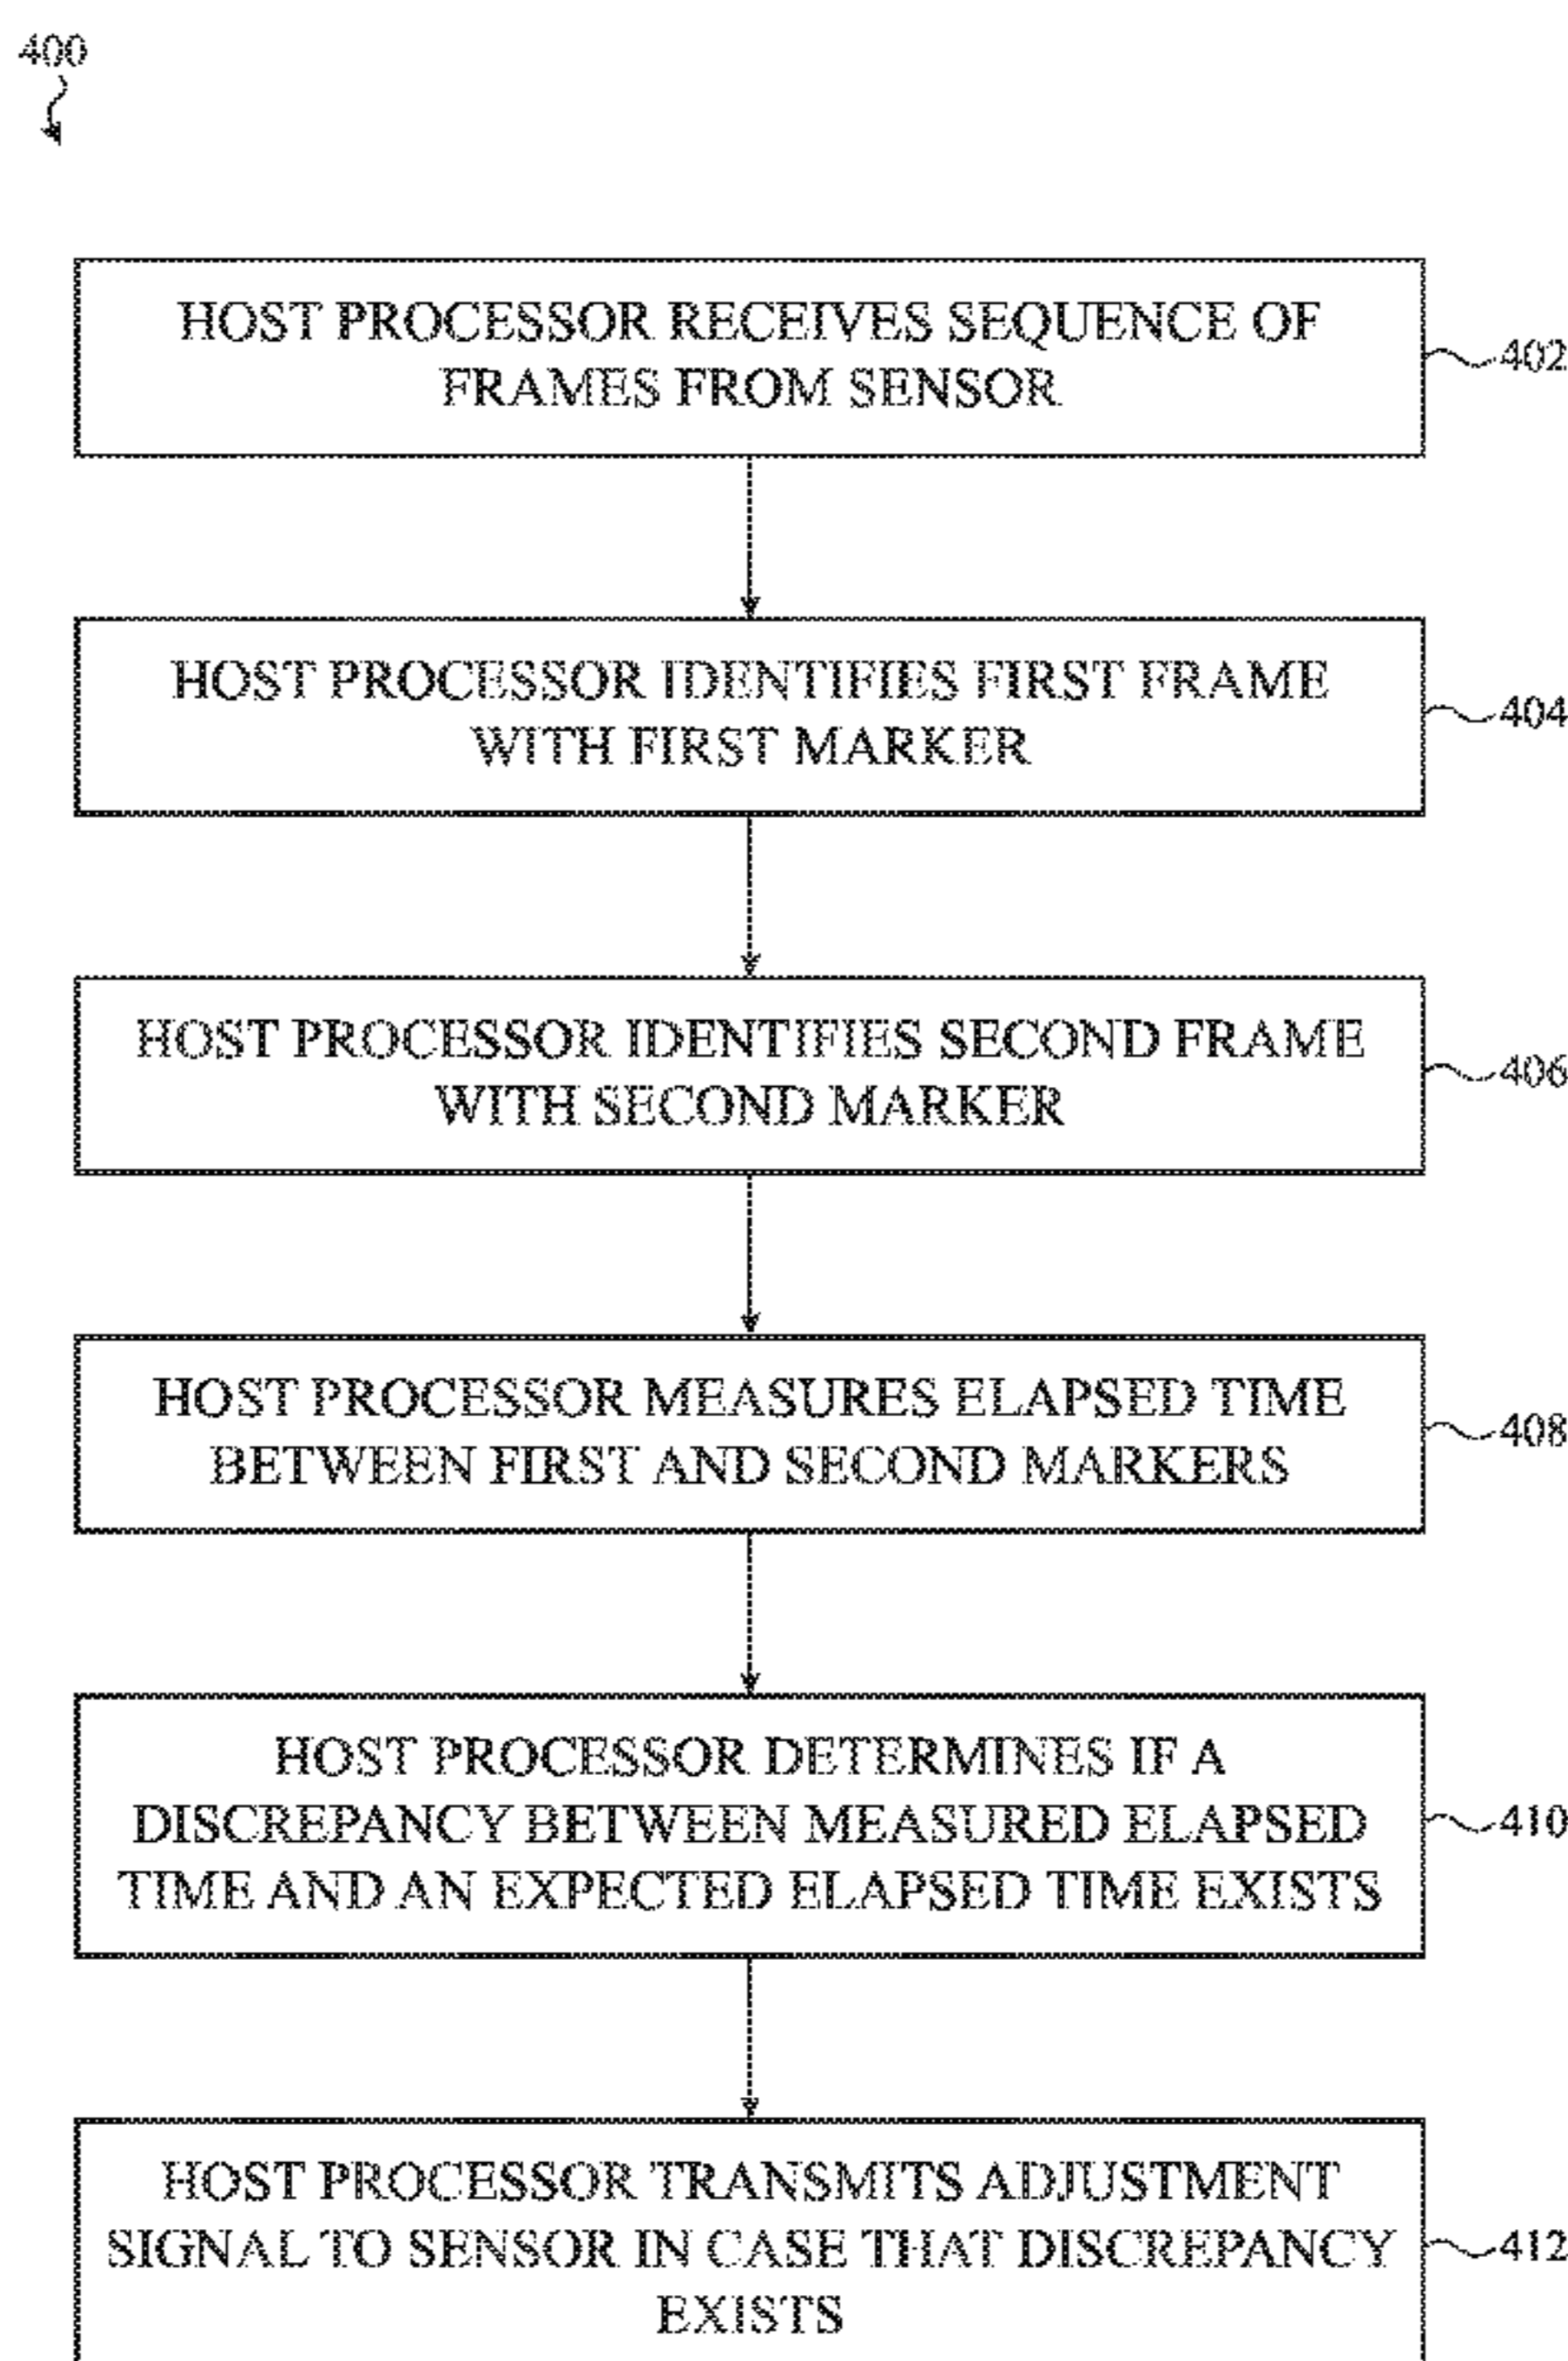 400
HOST PROCESSOR RECEIVES SEQUENCE OF
FRAMES FROM SENSOR
402
HOST PROCESSOR IDENTIFIES FIRST FRAME
WITH FIRST MARKER
404
HOST PROCESSOR IDENTIFIES SECOND FRAME
WITH SECOND MARKER
406
HOST PROCESSOR MEASURES ELAPSED TIME
BETWEEN FIRST AND SECOND MARKERS
408
HOST PROCESSOR DETERMINES IF A
DISCREPANCY BETWEEN MEASURED ELAPSED
TIME AND AN EXPECTED ELAPSED TIME EXISTS
410
HOST PROCESSOR TRANSMITS ADJUSTMENT
SIGNAL TO SENSOR IN CASE THAT DISCREPANCY
EXISTS
412